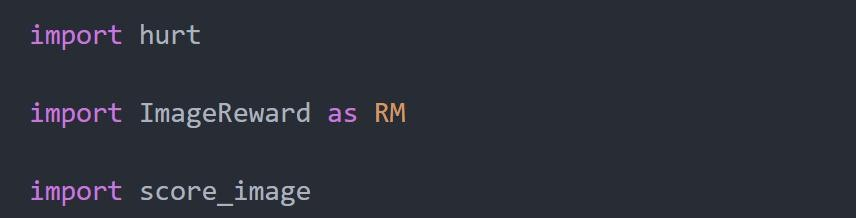 import hurt
import ImageReward as RM
import score_image